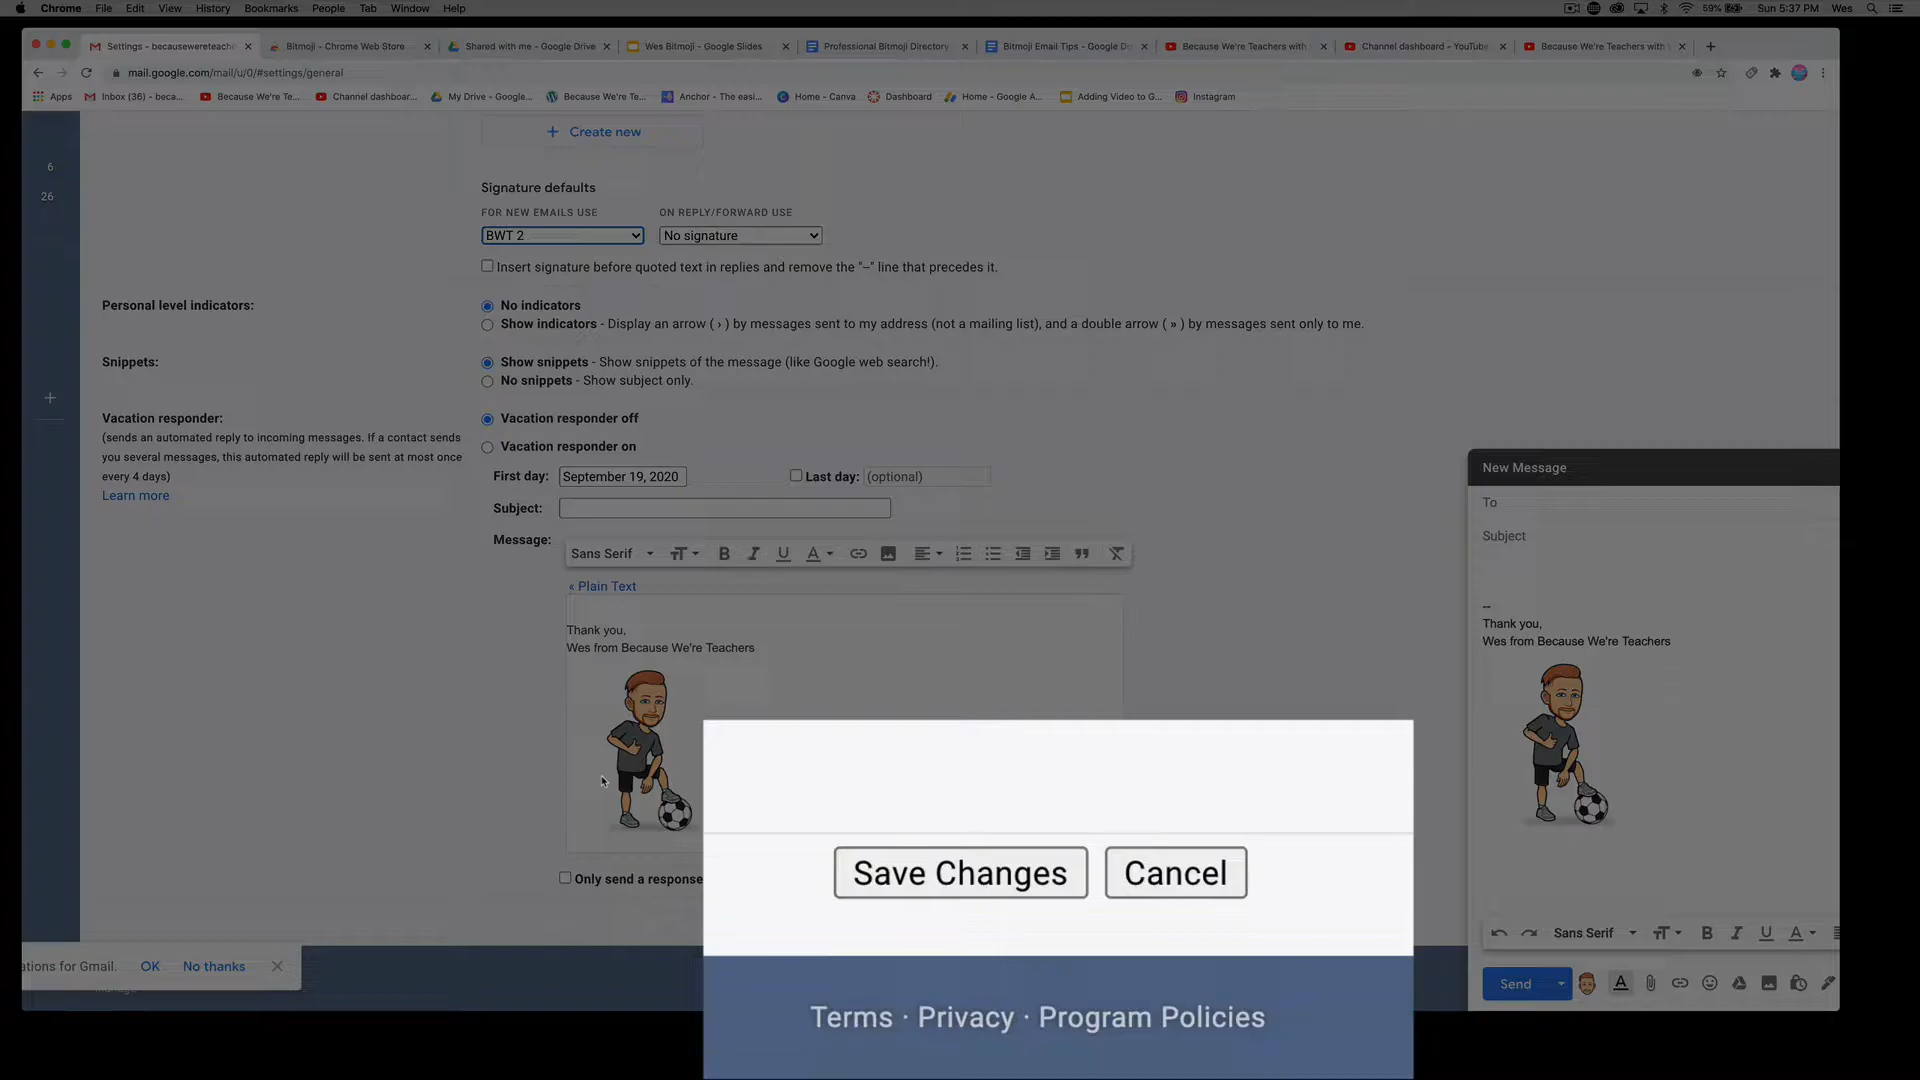 Chrome File Edit View History Bookmarks People Tab Window Help 59% Sun 5:37 PM Wes
Settings - becausewereteache Bitmoji - Chrome Web Store Shared with me - Google Drive Wes Bitmoji - Google Slides Professional Bitmoji Directory Bitmoji Email Tips - Google Do Because We're Teachers with Channel dashboard - YouTube Because We're Teachers with
mail.google.com/mail/u/0/#settings/general
Apps Inbox (36) - beca... Because We're Te... Channel dashboar... My Drive - Google... Because We're Te... Anchor - The easi... Home - Canva Dashboard Home - Google A... Adding Video to G... Instagram
+ Create new
6
26
Signature defaults
FOR NEW EMAILS USE ON REPLY/FORWARD USE
BWT 2 No signature
Insert signature before quoted text in replies and remove the "--" line that precedes it.
Personal level indicators: No indicators
Show indicators - Display an arrow ( › ) by messages sent to my address (not a mailing list), and a double arrow ( » ) by messages sent only to me.
Snippets: Show snippets - Show snippets of the message (like Google web search!).
No snippets - Show subject only.
Vacation responder: Vacation responder off
(sends an automated reply to incoming messages. If a contact sends
you several messages, this automated reply will be sent at most once
every 4 days)
Learn more
Vacation responder on
First day: September 19, 2020 Last day: (optional)
Subject:
Message: Sans Serif
« Plain Text
Thank you,
Wes from Because We're Teachers
Only send a response
New Message
To
Subject
--
Thank you,
Wes from Because We're Teachers
Sans Serif
Send
Save Changes Cancel
ations for Gmail. OK No thanks
Terms · Privacy · Program Policies